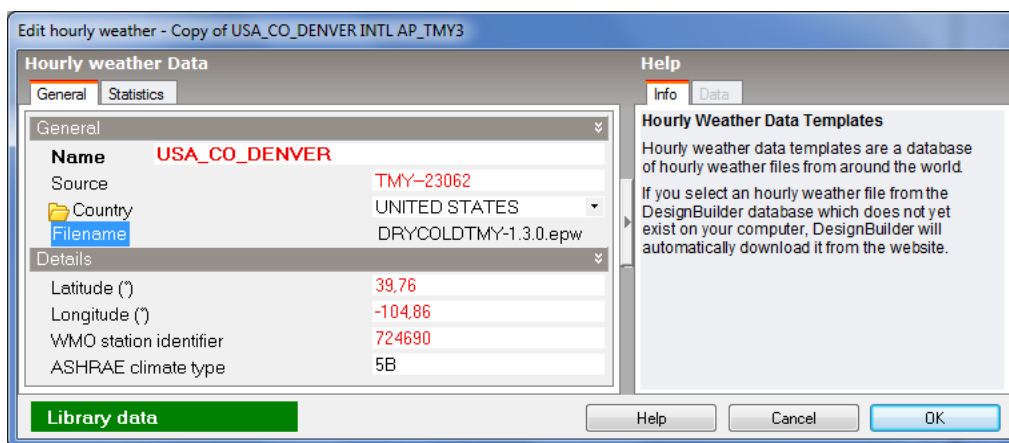 Edit hourly weather - Copy of USA_CO_DENVER INTL AP_TMY3
Hourly weather Data
General Statistics
General
Name USA_CO_DENVER
Source TMY-23062
Country UNITED STATES
Filename DRYCOLDTMY-1.3.0.epw
Details
Latitude (°) 39,76
Longitude (°) -104,86
WMO station identifier 724690
ASHRAE climate type 5B
Library data
Help
Info Data
Hourly Weather Data Templates
Hourly weather data templates are a database
of hourly weather files from around the world.
If you select an hourly weather file from the
DesignBuilder database which does not yet
exist on your computer, DesignBuilder will
automatically download it from the website.
Help Cancel OK